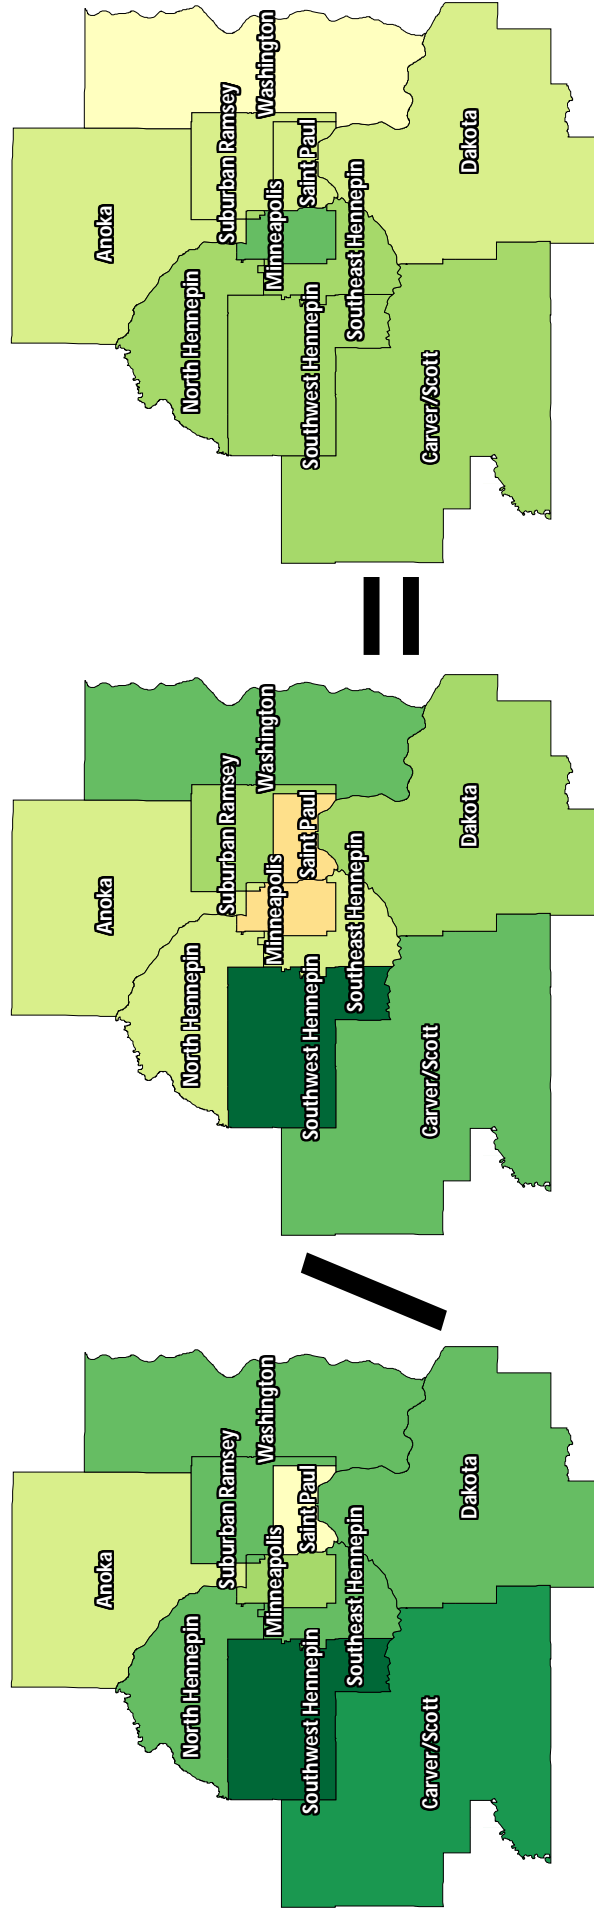 Anoka
North Hennepin
Suburban Ramsey
Washington
Minneapolis
Saint Paul
Southwest Hennepin
Southeast Hennepin
Carver/Scott
Dakota
/
Anoka
North Hennepin
Suburban Ramsey
Washington
Minneapolis
Saint Paul
Southwest Hennepin
Southeast Hennepin
Carver/Scott
Dakota
=
Anoka
North Hennepin
Suburban Ramsey
Washington
Minneapolis
Saint Paul
Southwest Hennepin
Southeast Hennepin
Carver/Scott
Dakota